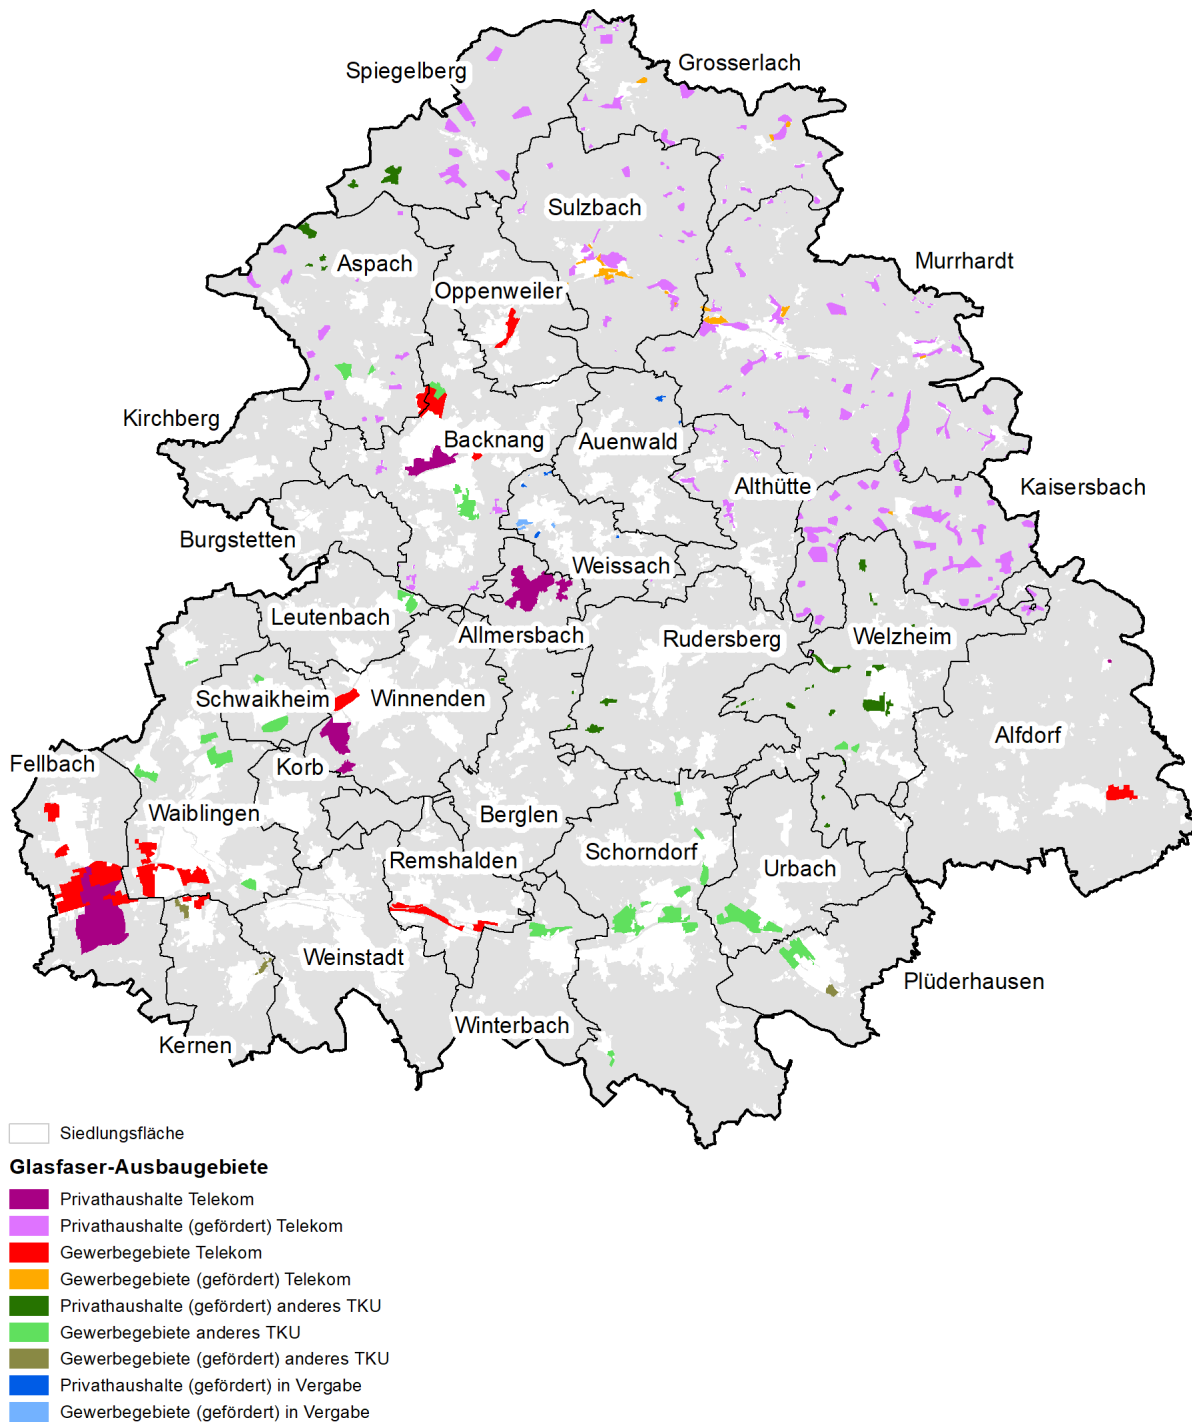 Grosserlach
Spiegelberg
Sulzbach
Aspach
Murrhardt
Oppenweiler
Kirchberg
Backnang
Auenwald
Althütte
Kaisersbach
Burgstetten
Weissach
Leutenbach
Allmersbach
Rudersberg
Welzheim
Schwaikheim
Winnenden
Alfdorf
Fellbach
Korb
Waiblingen
Berglen
Remshalden
Schorndorf
Urbach
Weinstadt
Plüderhausen
Winterbach
Kernen
Siedlungsfläche
Glasfaser-Ausbaugebiete
Privathaushalte Telekom
Privathaushalte (gefördert) Telekom
Gewerbegebiete Telekom
Gewerbegebiete (gefördert) Telekom
Privathaushalte (gefördert) anderes TKU
Gewerbegebiete anderes TKU
Gewerbegebiete (gefördert) anderes TKU
Privathaushalte (gefördert) in Vergabe
Gewerbegebiete (gefördert) in Vergabe